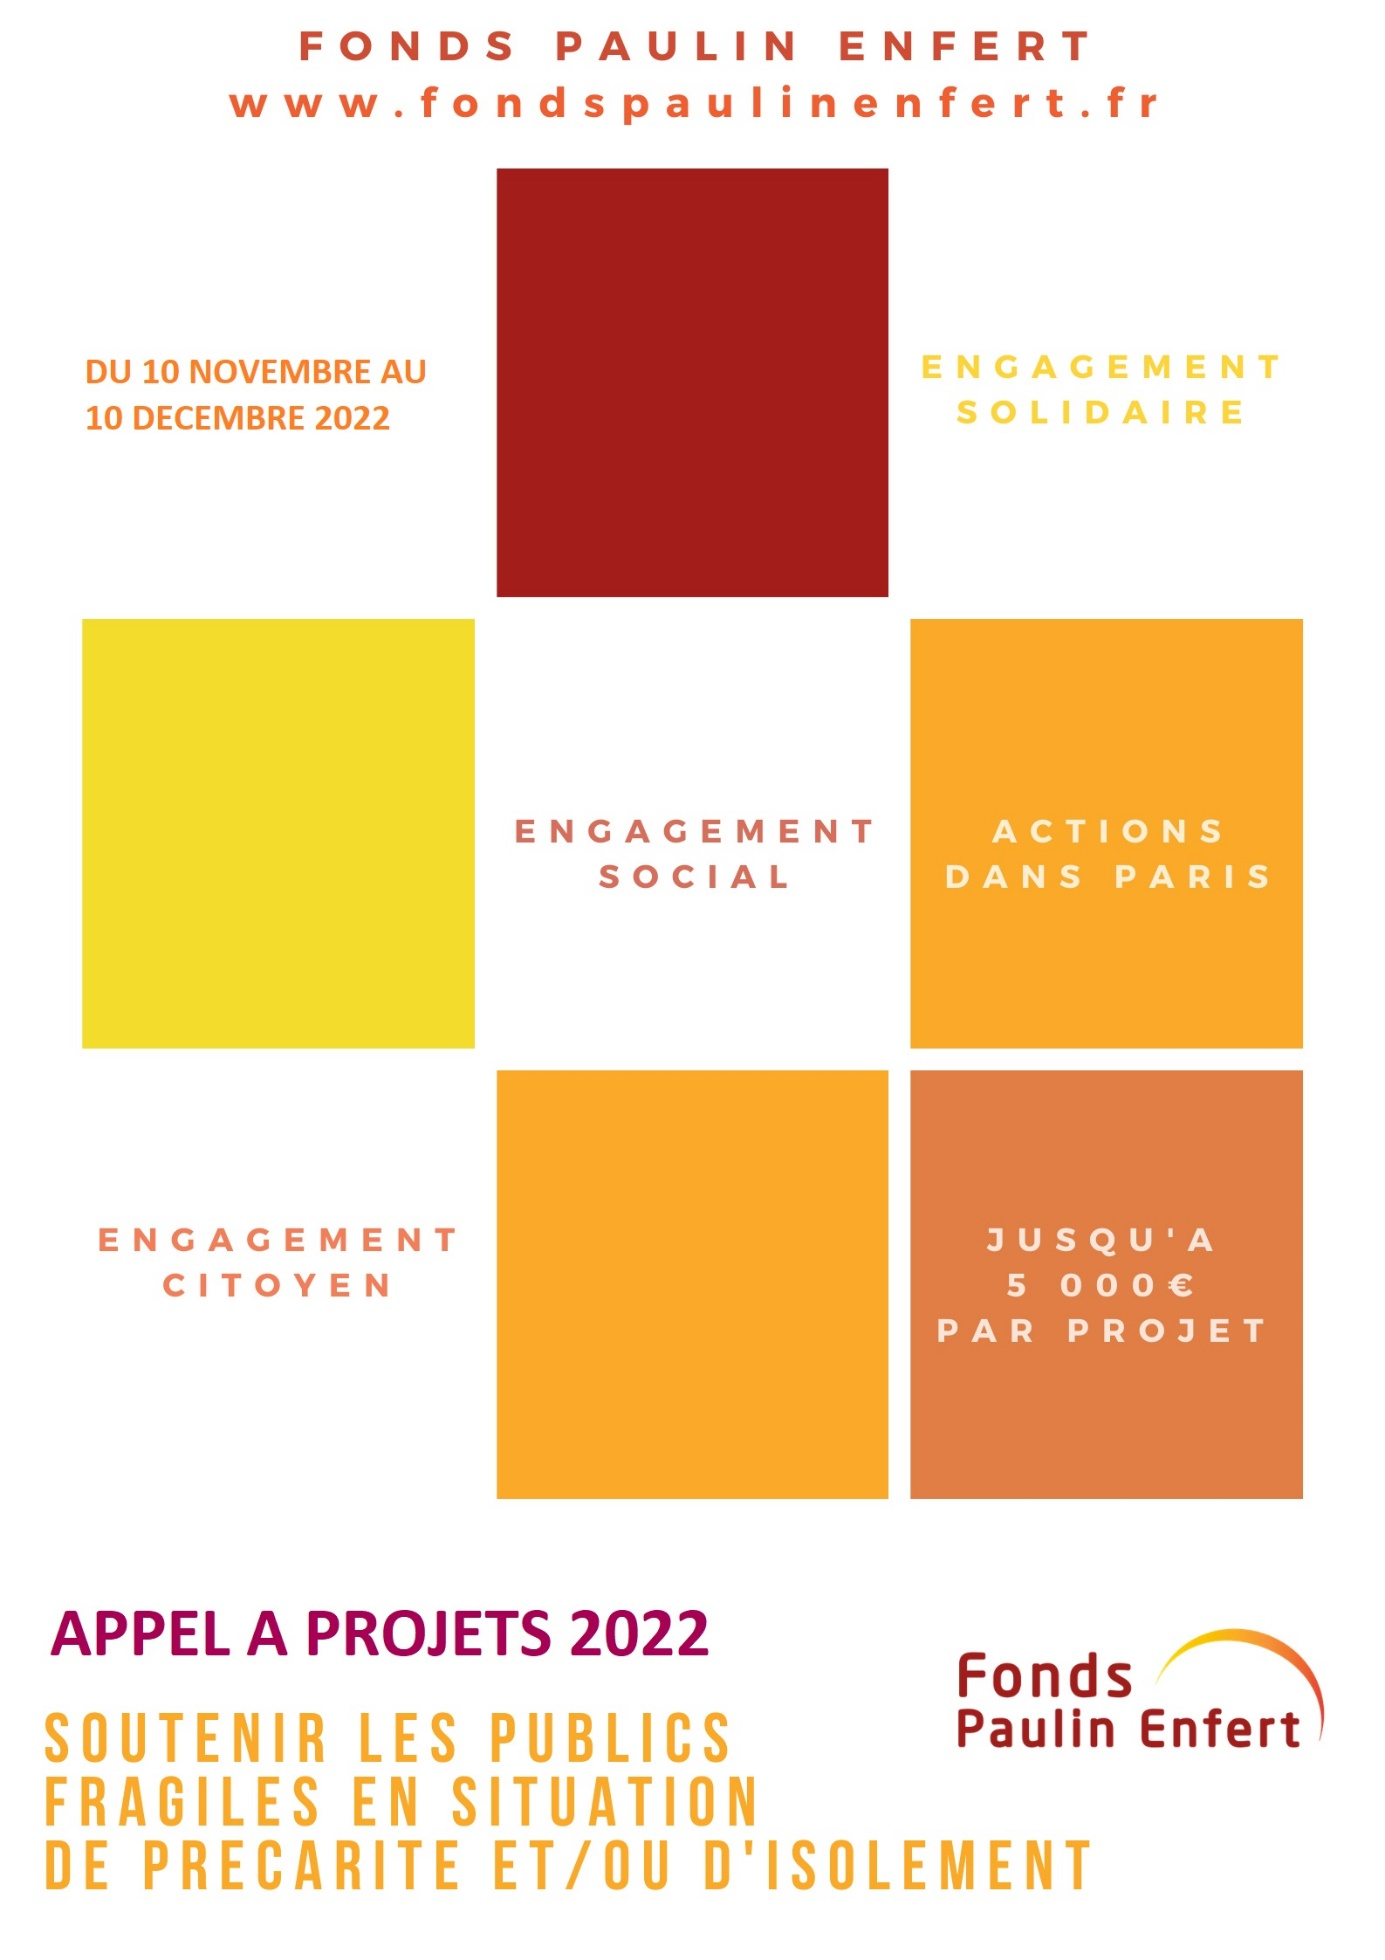 FONDS PAULIN ENFERT
www.fondspaulinenfert.fr
DU 10 NOVEMBRE AU
10 DECEMBRE 2022
ENGAGEMENT
SOLIDAIRE
ENGAGEMENT
SOCIAL
ACTIONS
DANS PARIS
ENGAGEMENT
CITOYEN
JUSQU'A
5 000€
PAR PROJET
APPEL A PROJETS 2022
SOUTENIR LES PUBLICS
FRAGILES EN SITUATION
DE PRECARITE ET/OU D'ISOLEMENT
Fonds
Paulin Enfert